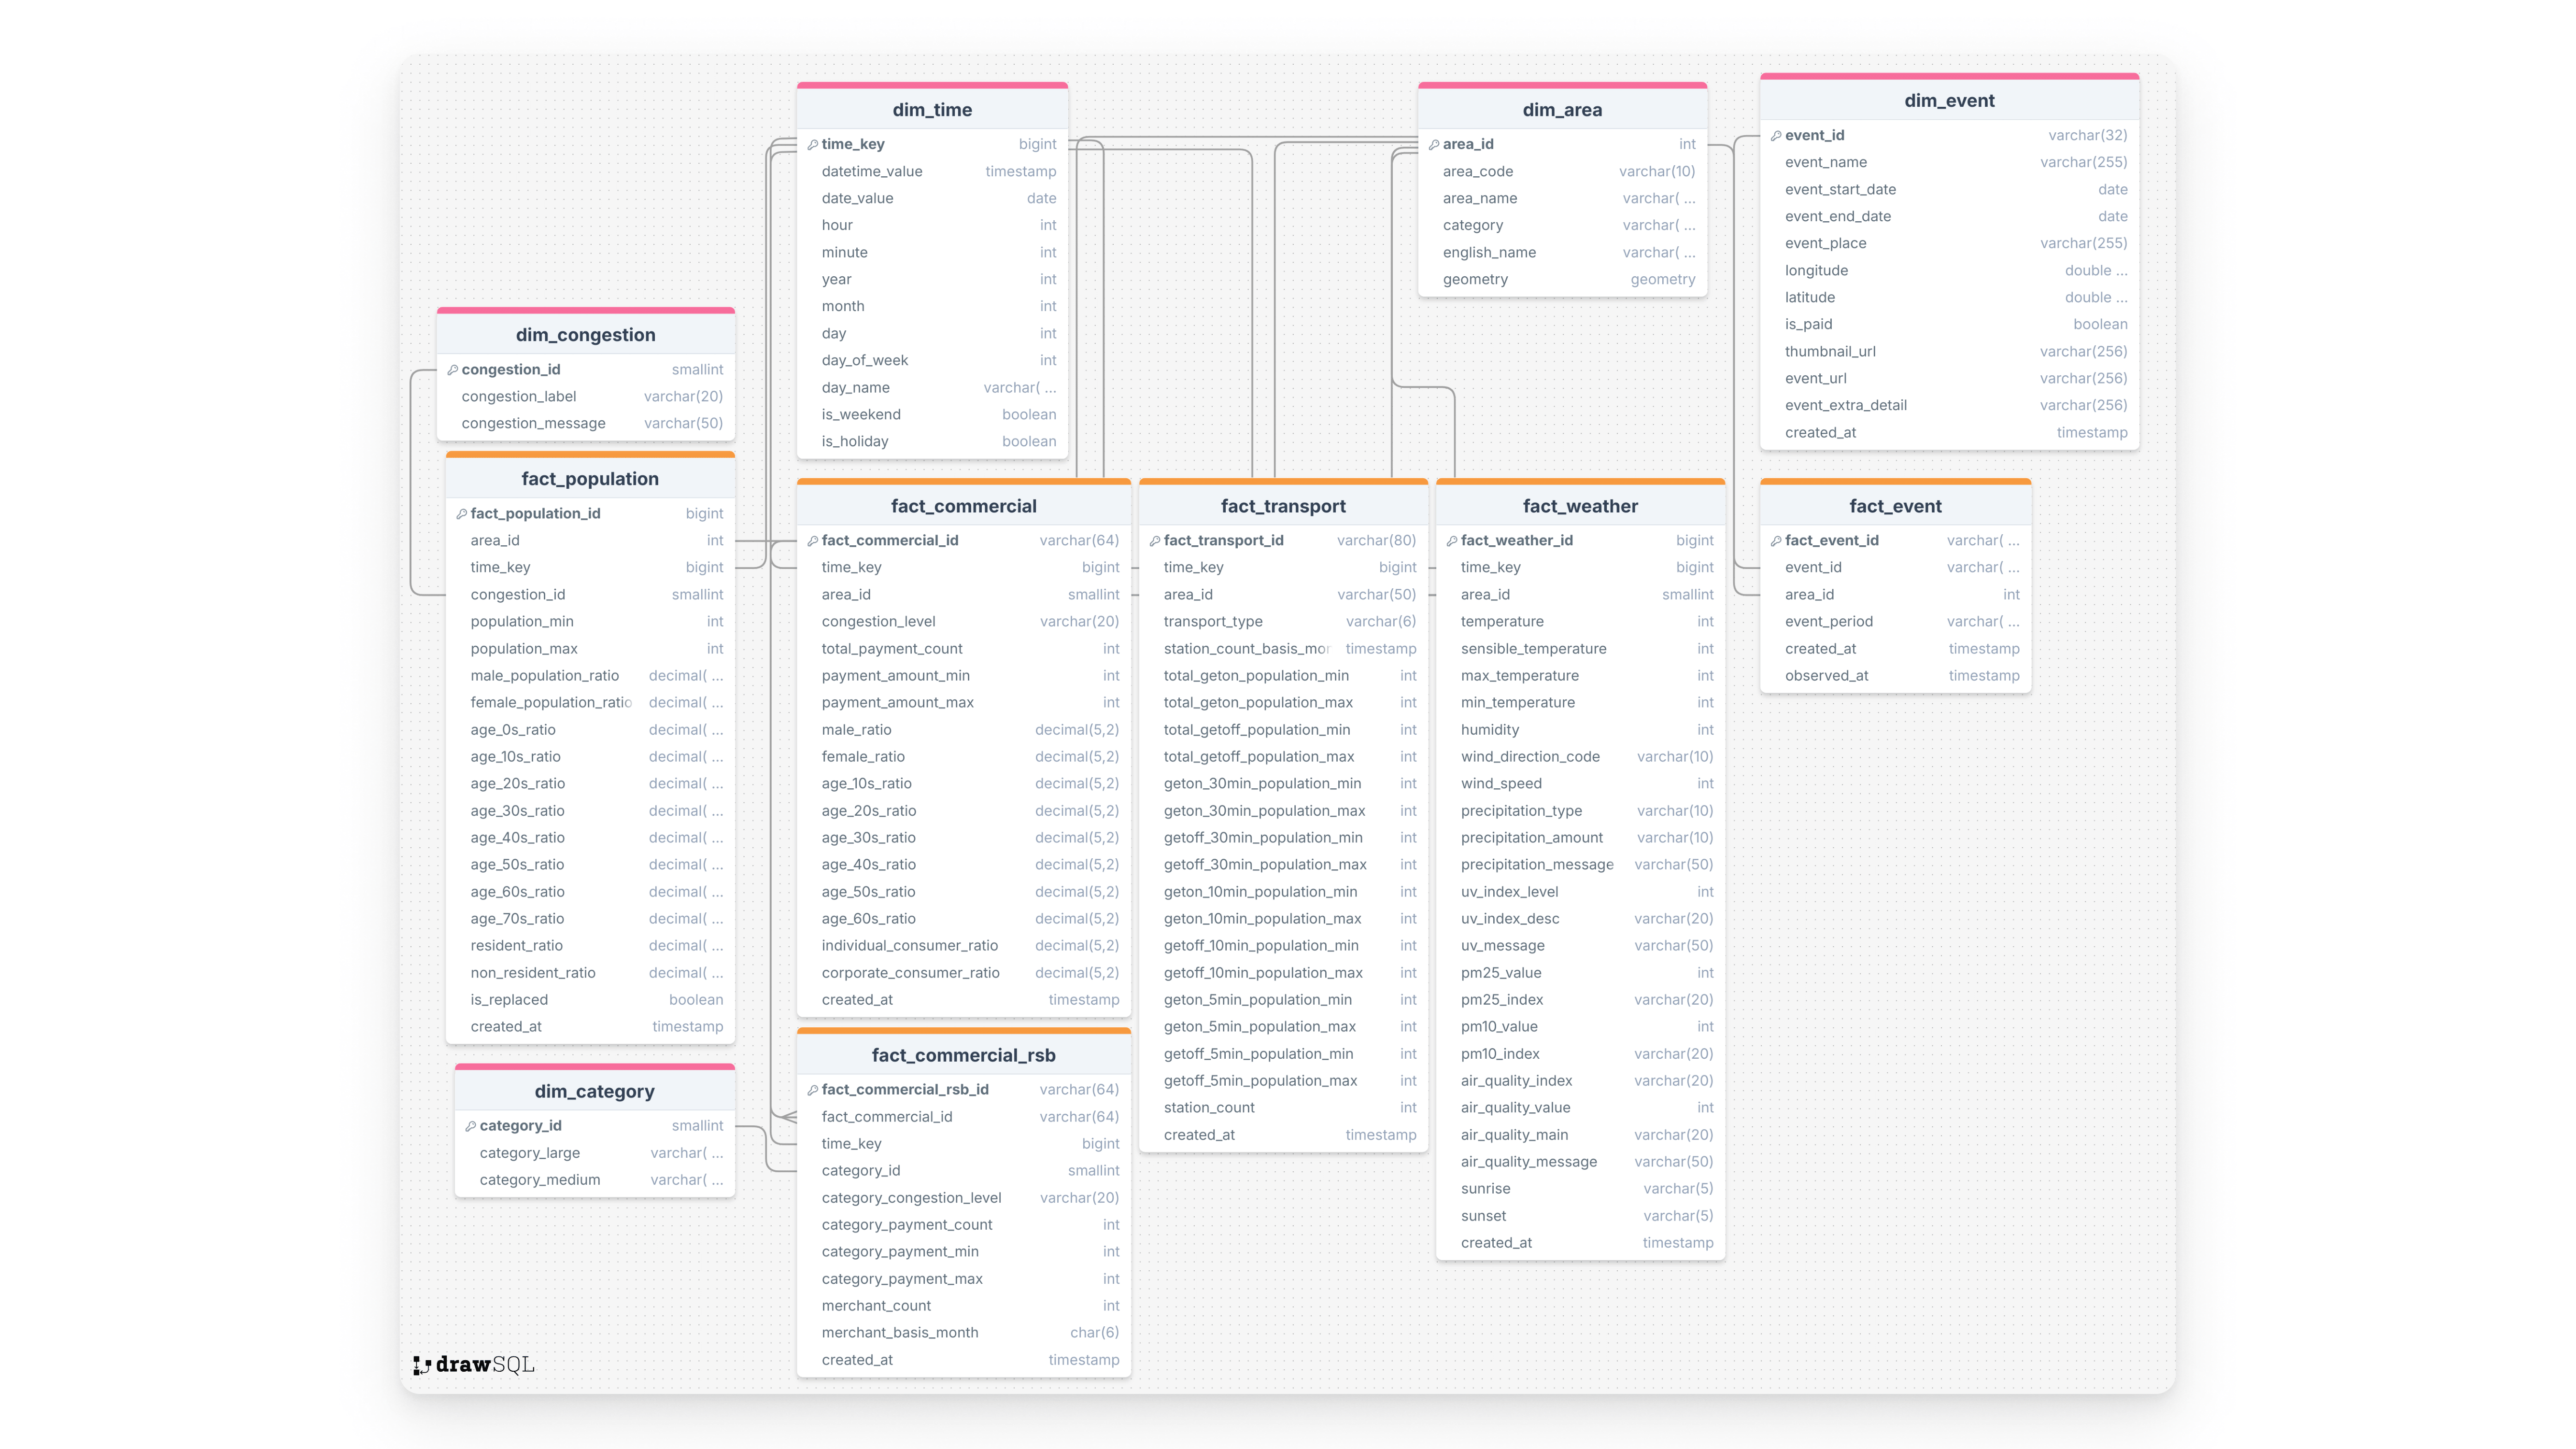 dim_time
time_key bigint
datetime_value timestamp
date_value date
hour int
minute int
year int
month int
day int
day_of_week int
day_name varchar( ...
is_weekend boolean
is_holiday boolean
dim_area
area_id int
area_code varchar(10)
area_name varchar( ...
category varchar( ...
english_name varchar( ...
geometry geometry
dim_event
event_id varchar(32)
event_name varchar(255)
event_start_date date
event_end_date date
event_place varchar(255)
longitude double ...
latitude double ...
is_paid boolean
thumbnail_url varchar(256)
event_url varchar(256)
event_extra_detail varchar(256)
created_at timestamp
dim_congestion
congestion_id smallint
congestion_label varchar(20)
congestion_message varchar(50)
fact_population
fact_population_id bigint
area_id int
time_key bigint
congestion_id smallint
population_min int
population_max int
male_population_ratio decimal( ...
female_population_ratio decimal( ...
age_0s_ratio decimal( ...
age_10s_ratio decimal( ...
age_20s_ratio decimal( ...
age_30s_ratio decimal( ...
age_40s_ratio decimal( ...
age_50s_ratio decimal( ...
age_60s_ratio decimal( ...
age_70s_ratio decimal( ...
resident_ratio decimal( ...
non_resident_ratio decimal( ...
is_replaced boolean
created_at timestamp
fact_commercial
fact_commercial_id varchar(64)
time_key bigint
area_id smallint
congestion_level varchar(20)
total_payment_count int
payment_amount_min int
payment_amount_max int
male_ratio decimal(5,2)
female_ratio decimal(5,2)
age_10s_ratio decimal(5,2)
age_20s_ratio decimal(5,2)
age_30s_ratio decimal(5,2)
age_40s_ratio decimal(5,2)
age_50s_ratio decimal(5,2)
age_60s_ratio decimal(5,2)
individual_consumer_ratio decimal(5,2)
corporate_consumer_ratio decimal(5,2)
created_at timestamp
fact_transport
fact_transport_id varchar(80)
time_key bigint
area_id varchar(50)
transport_type varchar(6)
station_count_basis_mor timestamp
total_geton_population_min int
total_geton_population_max int
total_getoff_population_min int
total_getoff_population_max int
geton_30min_population_min int
geton_30min_population_max int
getoff_30min_population_min int
getoff_30min_population_max int
geton_10min_population_min int
geton_10min_population_max int
getoff_10min_population_min int
getoff_10min_population_max int
geton_5min_population_min int
geton_5min_population_max int
getoff_5min_population_min int
getoff_5min_population_max int
station_count int
created_at timestamp
fact_weather
fact_weather_id bigint
time_key bigint
area_id smallint
temperature int
sensible_temperature int
max_temperature int
min_temperature int
humidity int
wind_direction_code varchar(10)
wind_speed int
precipitation_type varchar(10)
precipitation_amount varchar(10)
precipitation_message varchar(50)
uv_index_level int
uv_index_desc varchar(20)
uv_message varchar(50)
pm25_value int
pm25_index varchar(20)
pm10_value int
pm10_index varchar(20)
air_quality_index varchar(20)
air_quality_value int
air_quality_main varchar(20)
air_quality_message varchar(50)
sunrise varchar(5)
sunset varchar(5)
created_at timestamp
fact_event
fact_event_id varchar( ...
event_id varchar( ...
area_id int
event_period varchar( ...
created_at timestamp
observed_at timestamp
dim_category
category_id smallint
category_large varchar( ...
category_medium varchar( ...
fact_commercial_rsb
fact_commercial_rsb_id varchar(64)
fact_commercial_id varchar(64)
time_key bigint
category_id smallint
category_congestion_level varchar(20)
category_payment_count int
category_payment_min int
category_payment_max int
merchant_count int
merchant_basis_month char(6)
created_at timestamp
drawSQL